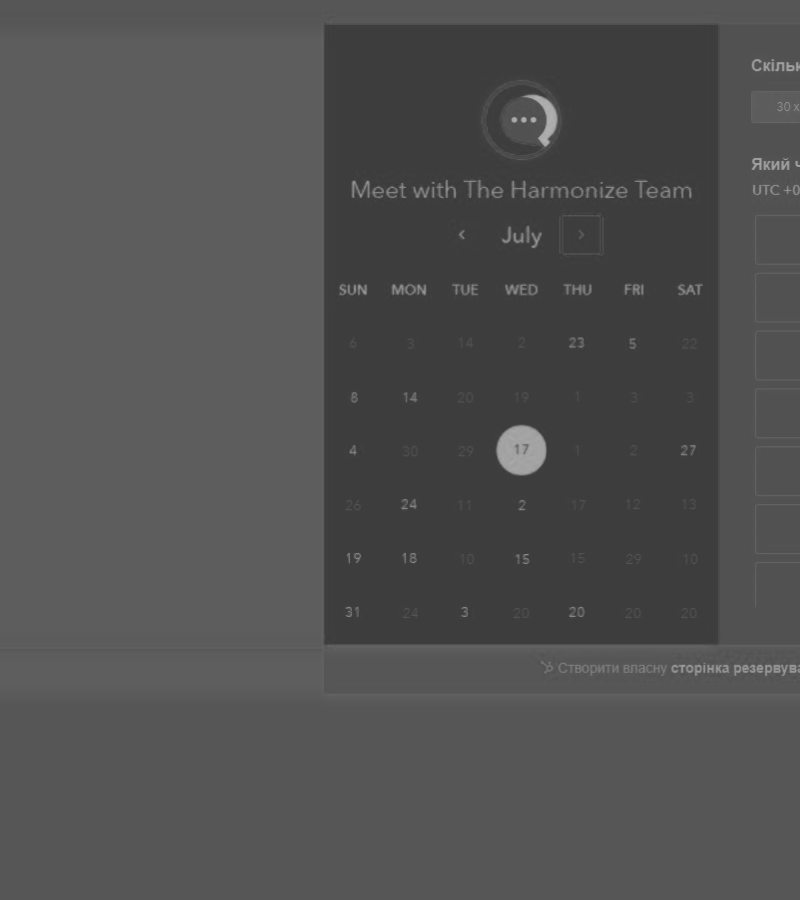 Meet with The Harmonize Team
‹ July ›
SUN MON TUE WED THU FRI SAT
6 3 14 2 23 5 22
8 14 20 19 1 3 3
4 30 29 17 1 2 27
26 24 11 2 17 12 13
19 18 10 15 15 29 10
31 24 3 20 20 20 20
Скільк
30 х
Який ч
UTC +0
Створити власну сторінка резервува